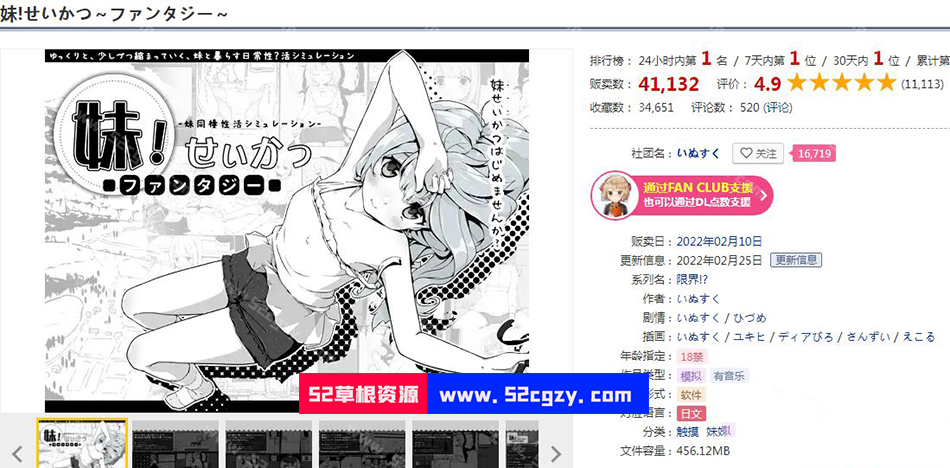 妹!せいかつ~ファンタジー~
ゆっくりと、少しづつ縮まっていく、妹と暮らす日常性?活シミュレーション
妹!
-妹同棲性活シミュレーション-
せいかつ
■ファンタジー■
妹せいかつはじめませんか?
排行榜: 24小时内第 1 名 / 7天内第 1 位 / 30天内 1 位 / 累计第
贩卖数: 41,132 评价: 4.9 ★★★★★ (11,113)
收藏数: 34,651 评论数: 520 (评论)
社团名: いぬすく 关注 16,719
通过FAN CLUB支援
也可以通过DL点数支援
贩卖日: 2022年02月10日
更新信息: 2022年02月25日 更新信息
系列名: 限界!?
作者: いぬすく
剧情: いぬすく / ひづめ
插画: いぬすく / ユキヒ / ディアびろ / さんずい / えこる
年龄指定: 18禁
作品类型: 模拟 有音乐
形式: 软件
对应语言: 日文
分类: 触摸 妹妹
文件容量: 456.12MB
52草根资源 www.52cgzy.com